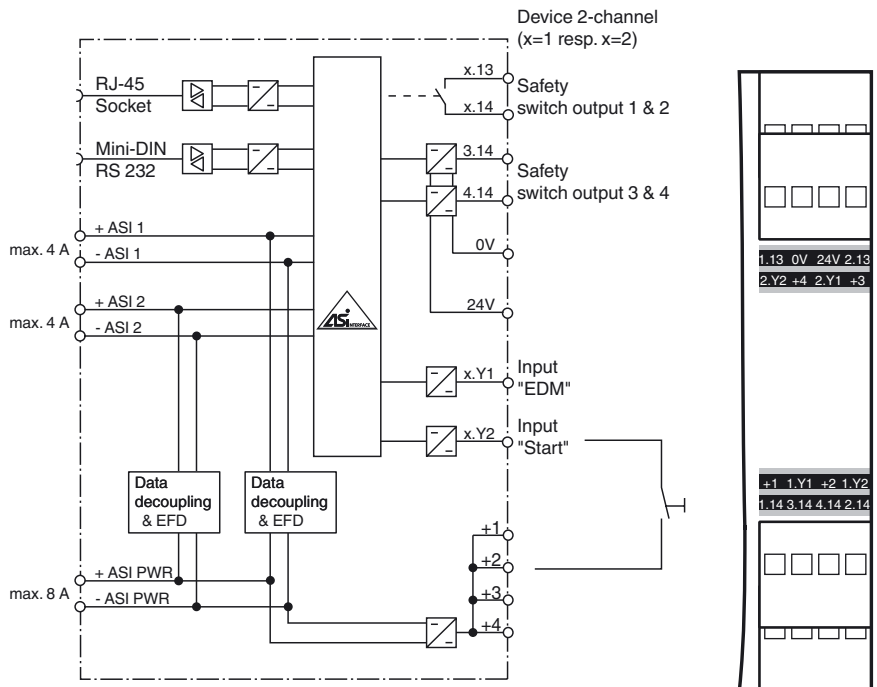 Device 2-channel
(x=1 resp. x=2)
RJ-45
Socket
x.13
x.14
Safety
switch output 1 & 2
Mini-DIN
RS 232
3.14
4.14
Safety
switch output 3 & 4
max. 4 A
+ ASI 1
- ASI 1
0V
max. 4 A
+ ASI 2
- ASI 2
24V
ASi
INTERFACE
x.Y1
Input
"EDM"
x.Y2
Input
"Start"
Data
decoupling
& EFD
Data
decoupling
& EFD
max. 8 A
+ ASI PWR
- ASI PWR
+1
+2
+3
+4
1.13 0V 24V 2.13
2.Y2 +4 2.Y1 +3
+1 1.Y1 +2 1.Y2
1.14 3.14 4.14 2.14